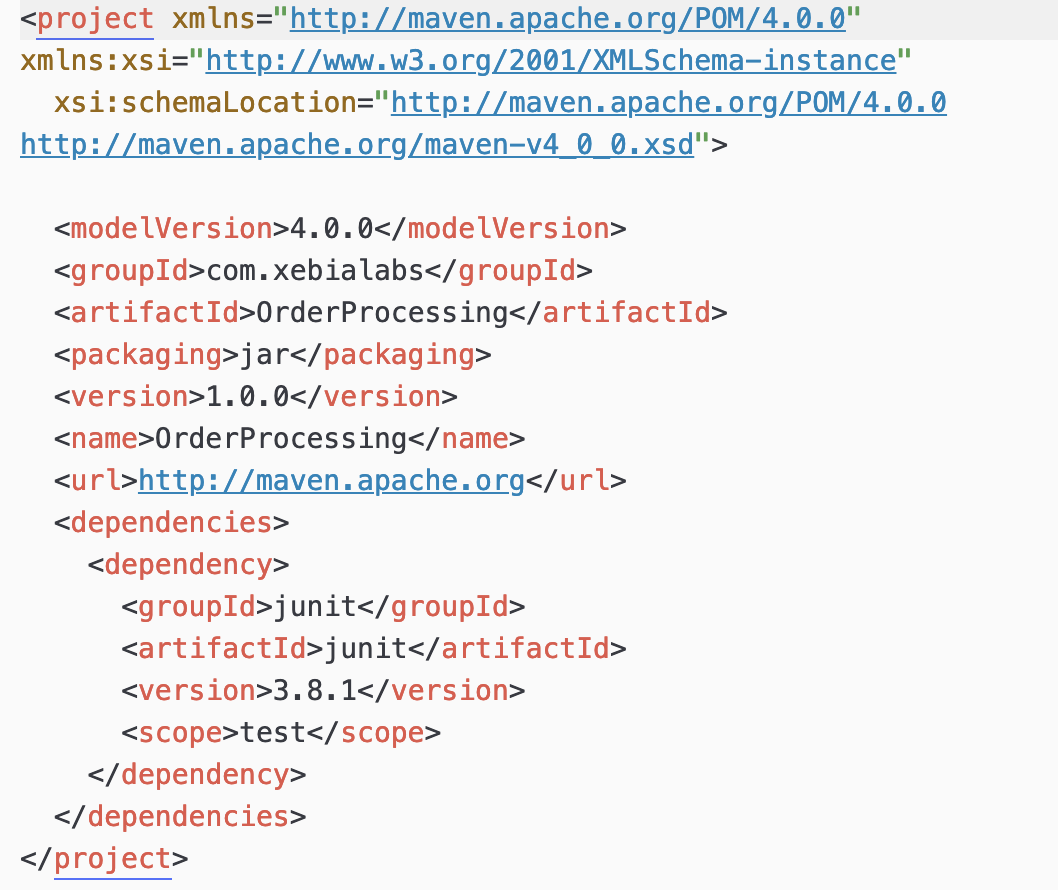 <project xmlns="http://maven.apache.org/POM/4.0.0"
xmlns:xsi="http://www.w3.org/2001/XMLSchema-instance"
  xsi:schemaLocation="http://maven.apache.org/POM/4.0.0
http://maven.apache.org/maven-v4_0_0.xsd">

  <modelVersion>4.0.0</modelVersion>
  <groupId>com.xebialabs</groupId>
  <artifactId>OrderProcessing</artifactId>
  <packaging>jar</packaging>
  <version>1.0.0</version>
  <name>OrderProcessing</name>
  <url>http://maven.apache.org</url>
  <dependencies>
    <dependency>
      <groupId>junit</groupId>
      <artifactId>junit</artifactId>
      <version>3.8.1</version>
      <scope>test</scope>
    </dependency>
  </dependencies>
</project>